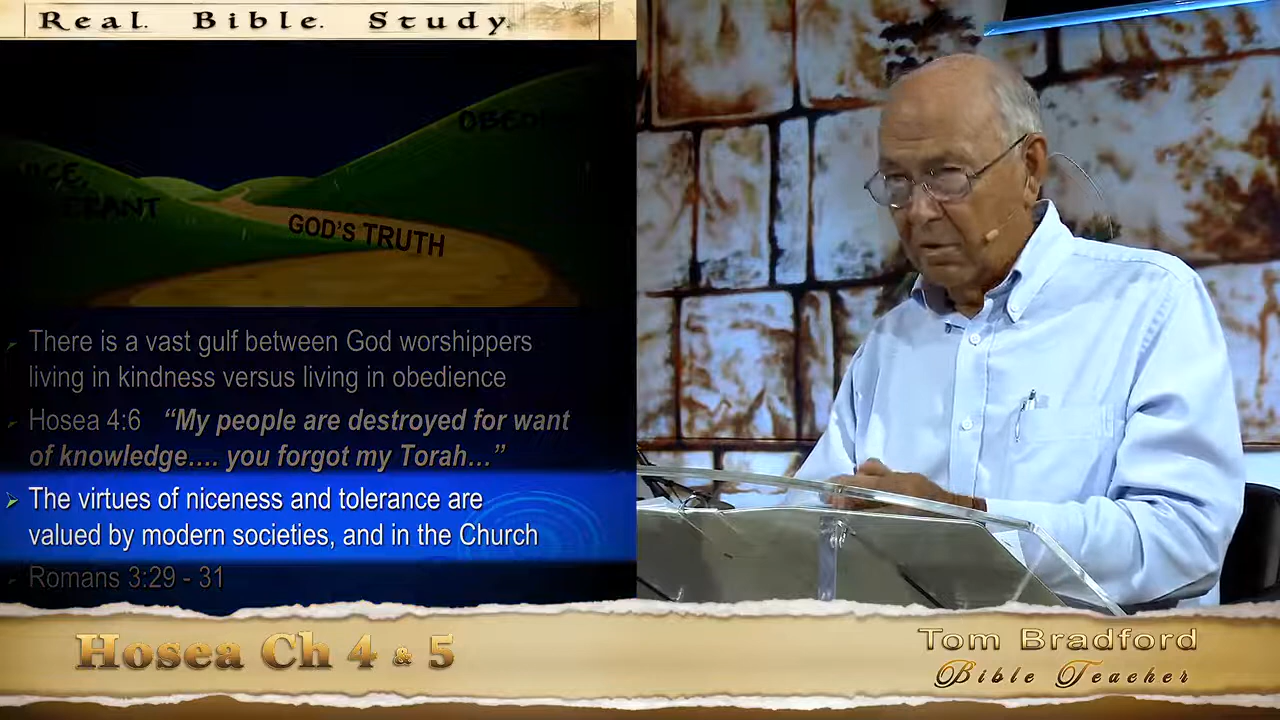 Real. Bible. Study.
GOD'S TRUTH
There is a vast gulf between God worshippers
living in kindness versus living in obedience
Hosea 4:6 “My people are destroyed for want
of knowledge.... you forgot my Torah...”
The virtues of niceness and tolerance are
valued by modern societies, and in the Church
Romans 3:29 - 31
Hosea Ch 4 & 5
Tom Bradford
Bible Teacher